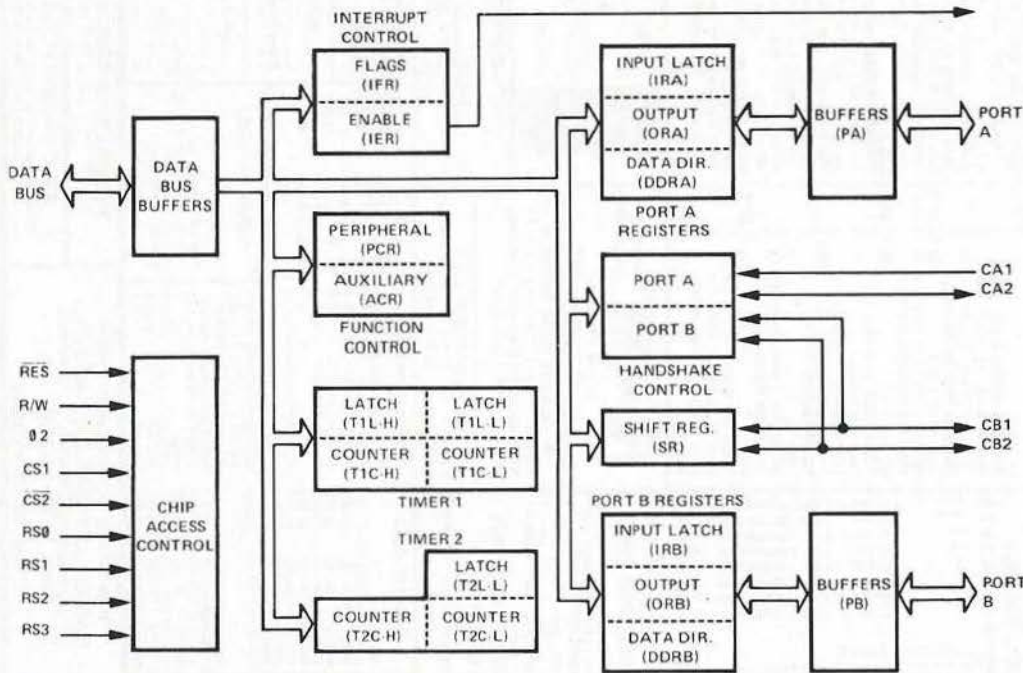 INTERRUPT
CONTROL
FLAGS
(IFR)
ENABLE
(IER)
DATA
BUS
DATA
BUS
BUFFERS
PERIPHERAL
(PCR)
AUXILIARY
(ACR)
FUNCTION
CONTROL
LATCH
(T1L-H)
LATCH
(T1L-L)
COUNTER
(T1C-H)
COUNTER
(T1C-L)
TIMER 1
TIMER 2
LATCH
(T2L-L)
COUNTER
(T2C-H)
COUNTER
(T2C-L)
RES
R/W
Ø2
CS1
CS2
RSØ
RS1
RS2
RS3
CHIP
ACCESS
CONTROL
INPUT LATCH
(IRA)
OUTPUT
(ORA)
DATA DIR.
(DDRA)
PORT A
REGISTERS
BUFFERS
(PA)
PORT
A
PORT A
PORT B
HANDSHAKE
CONTROL
CA1
CA2
SHIFT REG.
(SR)
CB1
CB2
PORT B REGISTERS
INPUT LATCH
(IRB)
OUTPUT
(ORB)
DATA DIR.
(DDRB)
BUFFERS
(PB)
PORT
B